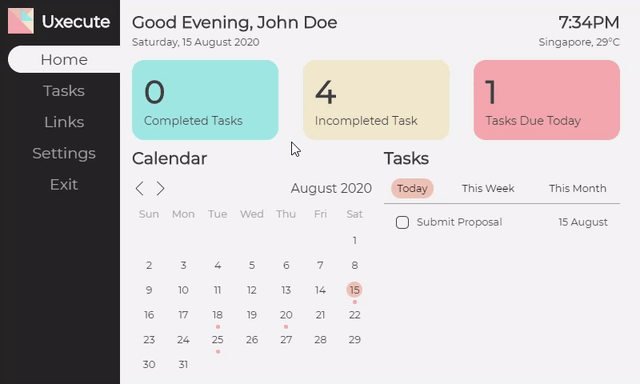 Uxecute
Home
Tasks
Links
Settings
Exit
Good Evening, John Doe
7:34PM
Saturday, 15 August 2020
Singapore, 29°C
0
Completed Tasks
4
Incompleted Task
1
Tasks Due Today
Calendar
August 2020
Sun Mon Tue Wed Thu Fri Sat
1
2 3 4 5 6 7 8
9 10 11 12 13 14 15
16 17 18 19 20 21 22
23 24 25 26 27 28 29
30 31
Tasks
Today This Week This Month
Submit Proposal 15 August